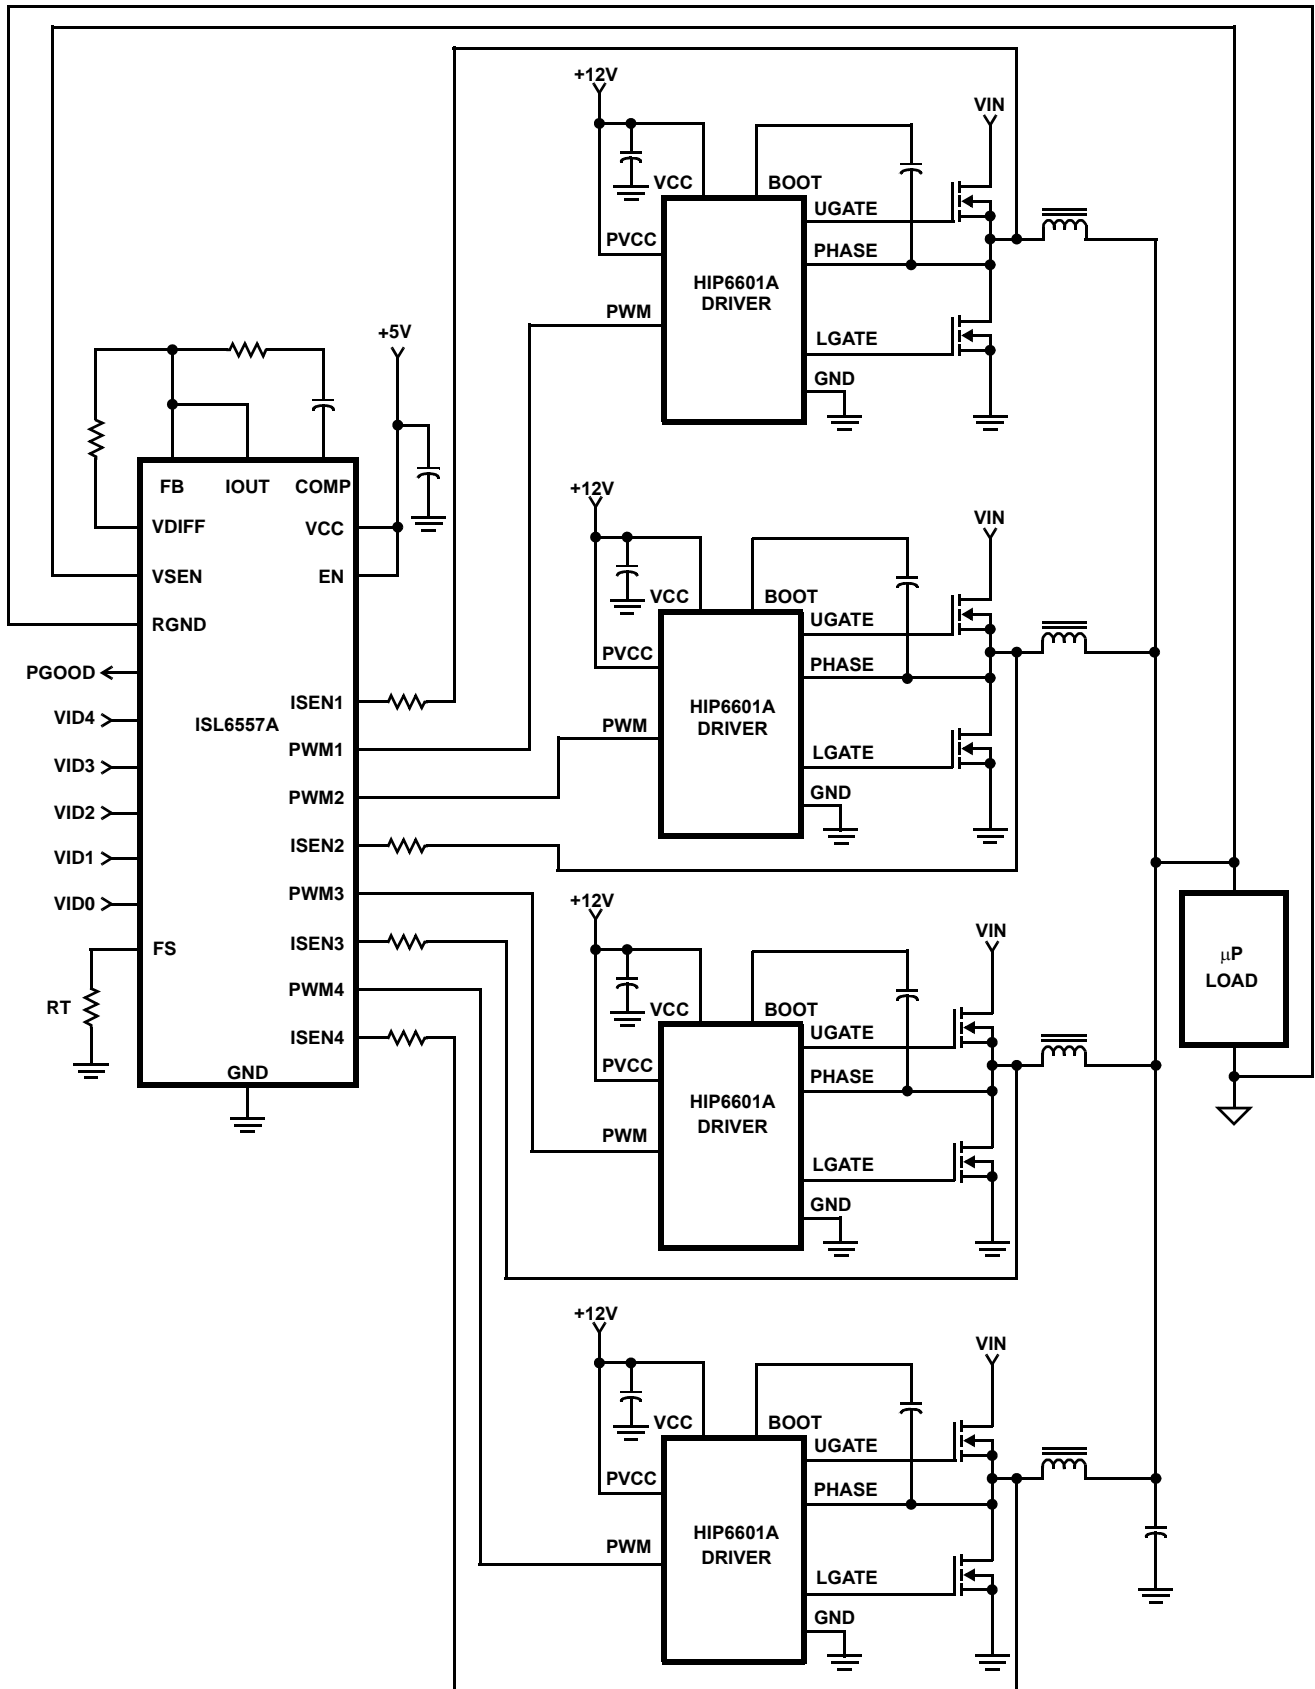 +12V
VIN
VCC
BOOT
UGATE
PVCC
PHASE
HIP6601A
DRIVER
PWM
LGATE
GND
+5V
FB
IOUT
COMP
VDIFF
VCC
VSEN
EN
RGND
PGOOD
ISEN1
VID4
ISL6557A
PWM1
VID3
PWM2
VID2
ISEN2
VID1
PWM3
VID0
ISEN3
FS
PWM4
RT
ISEN4
GND
+12V
VIN
VCC
BOOT
UGATE
PVCC
PHASE
HIP6601A
DRIVER
PWM
LGATE
GND
+12V
VIN
VCC
BOOT
UGATE
PVCC
PHASE
HIP6601A
DRIVER
PWM
LGATE
GND
μP
LOAD
+12V
VIN
VCC
BOOT
UGATE
PVCC
PHASE
HIP6601A
DRIVER
PWM
LGATE
GND